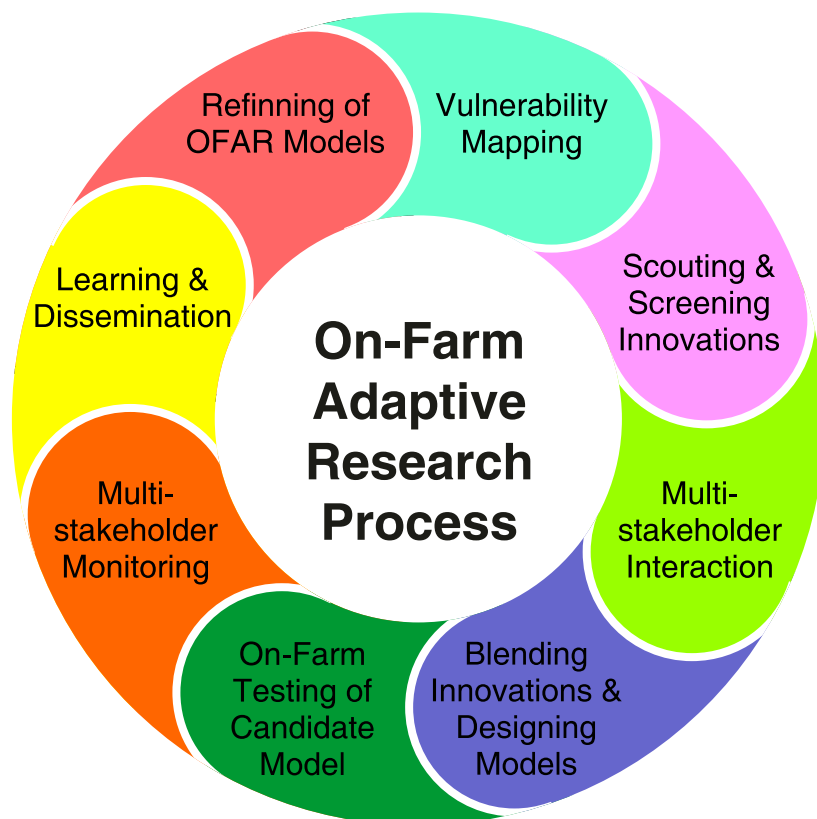 Refinning of
OFAR Models
Vulnerability
Mapping
Scouting &
Screening
Innovations
Multi-
stakeholder
Interaction
Blending
Innovations &
Designing
Models
On-Farm
Testing of
Candidate
Model
Multi-
stakeholder
Monitoring
Learning &
Dissemination
On-Farm
Adaptive
Research
Process